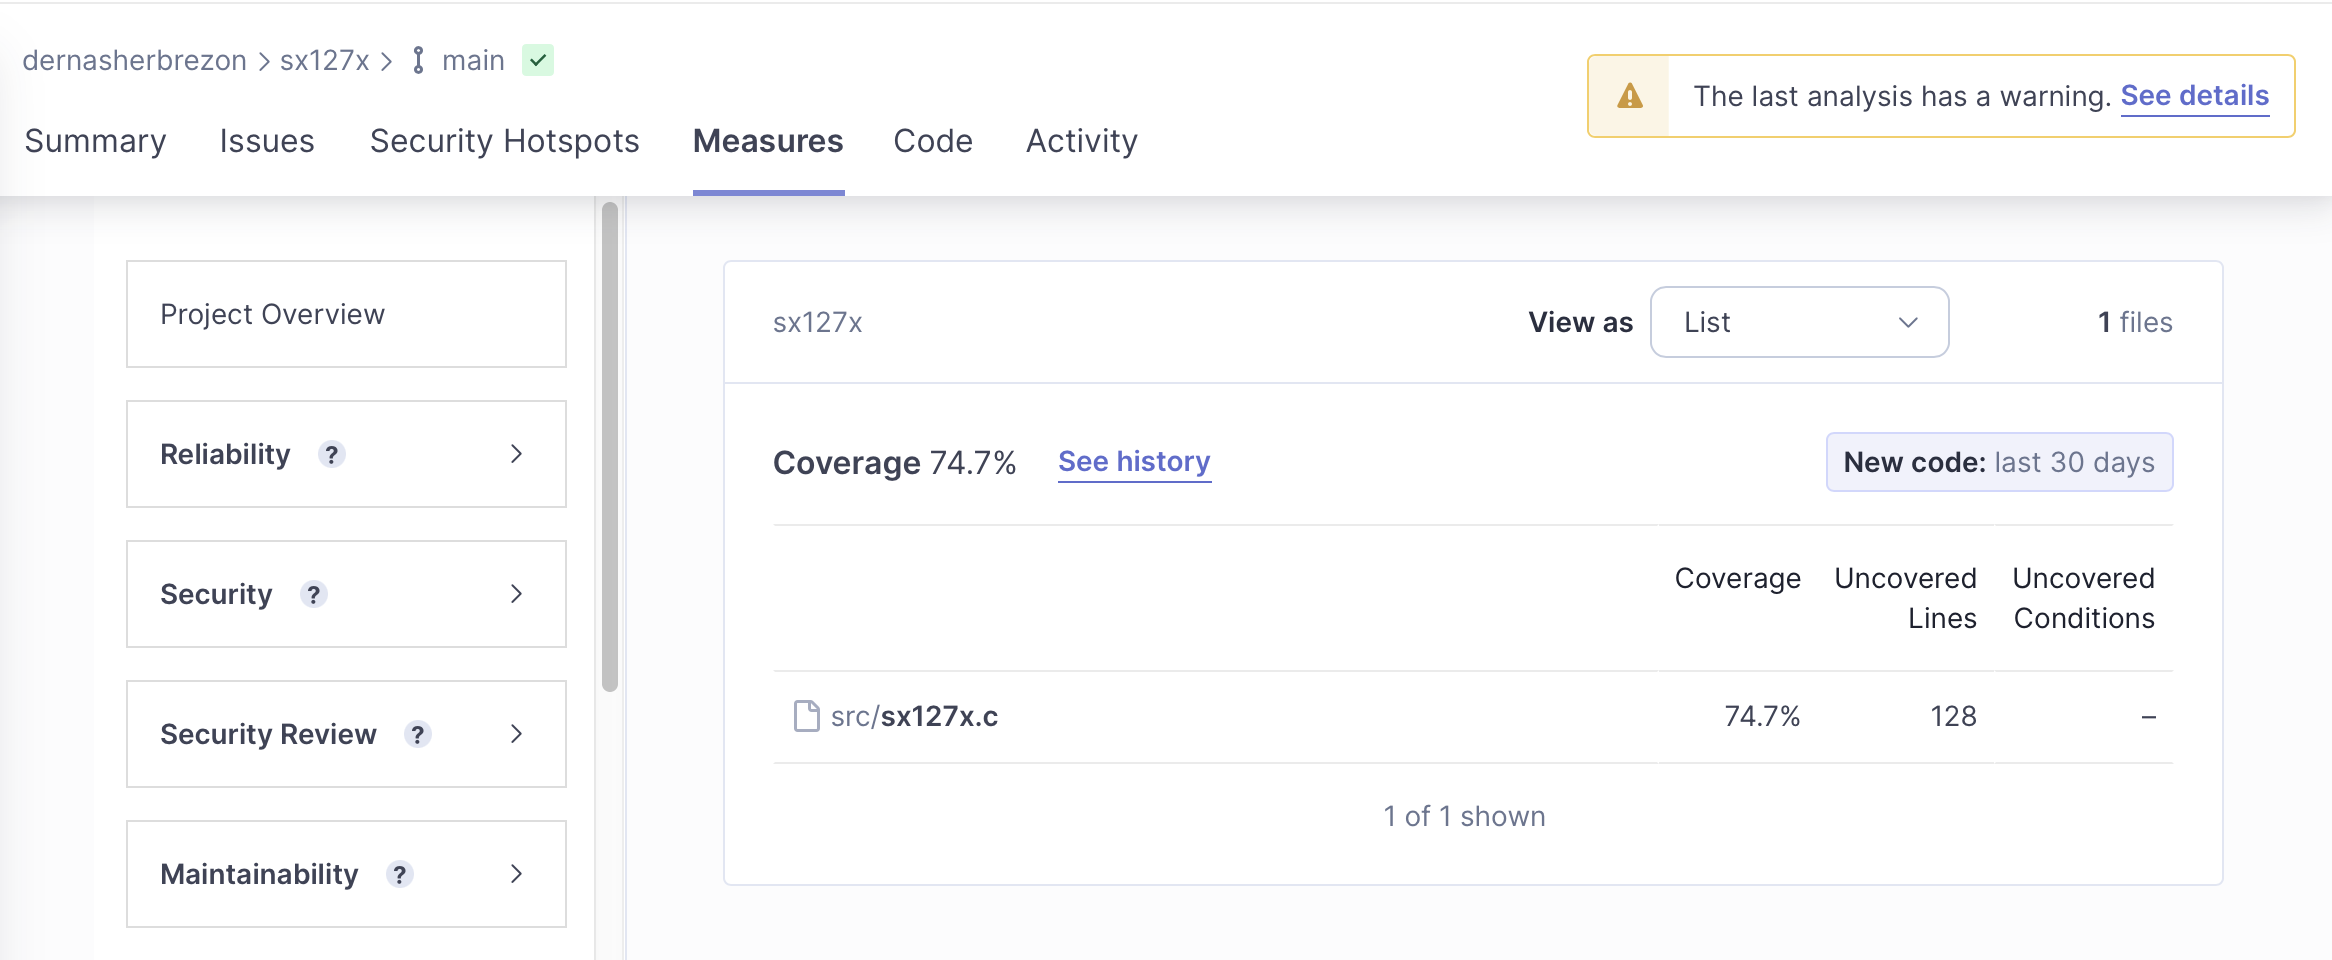 dernasherbrezon > sx127x > main
The last analysis has a warning. See details
Summary Issues Security Hotspots Measures Code Activity
Project Overview
Reliability ?
Security ?
Security Review ?
Maintainability ?
sx127x View as List 1 files
Coverage 74.7% See history New code: last 30 days
Coverage Uncovered Lines Uncovered Conditions
src/sx127x.c 74.7% 128 –
1 of 1 shown